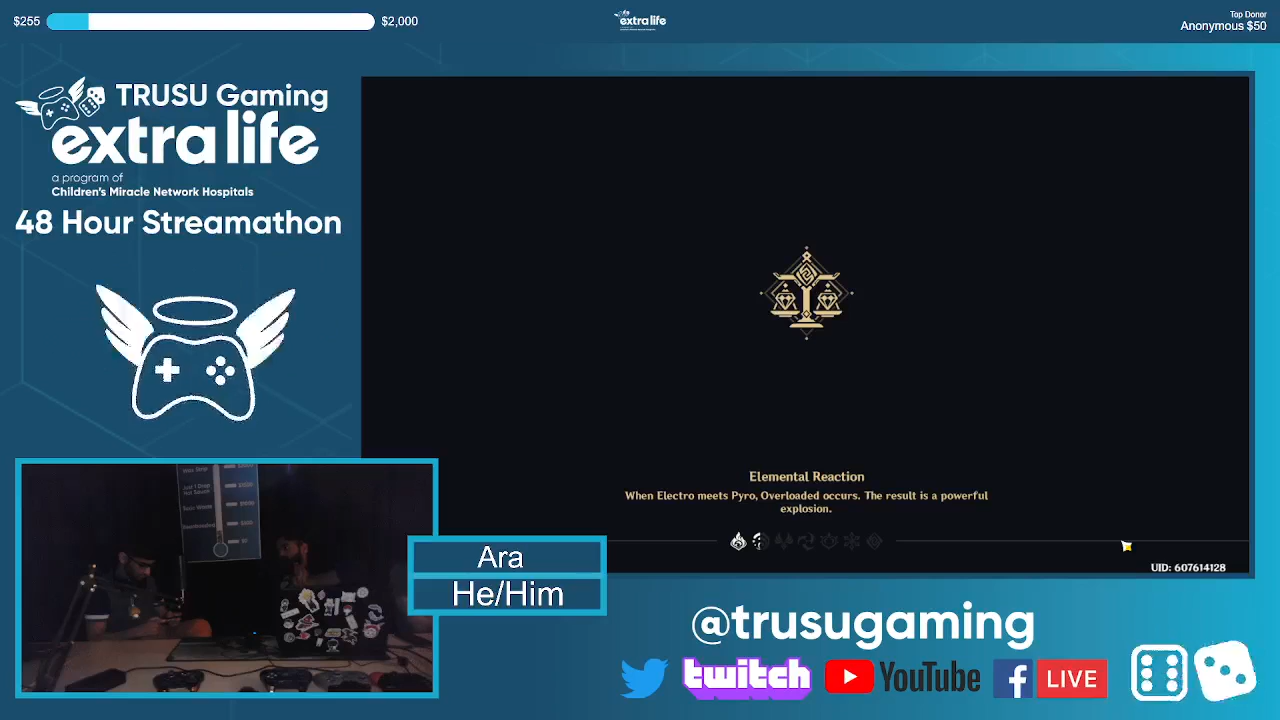 $255
$2,000
extralife
Top Donor
Anonymous $50
TRUSU Gaming
extra life
a program of
Children's Miracle Network Hospitals
48 Hour Streamathon
Elemental Reaction
When Electro meets Pyro, Overloaded occurs. The result is a powerful
explosion.
UID: 607614128
Ara
He/Him
@trusugaming
twitch
YouTube
f LIVE